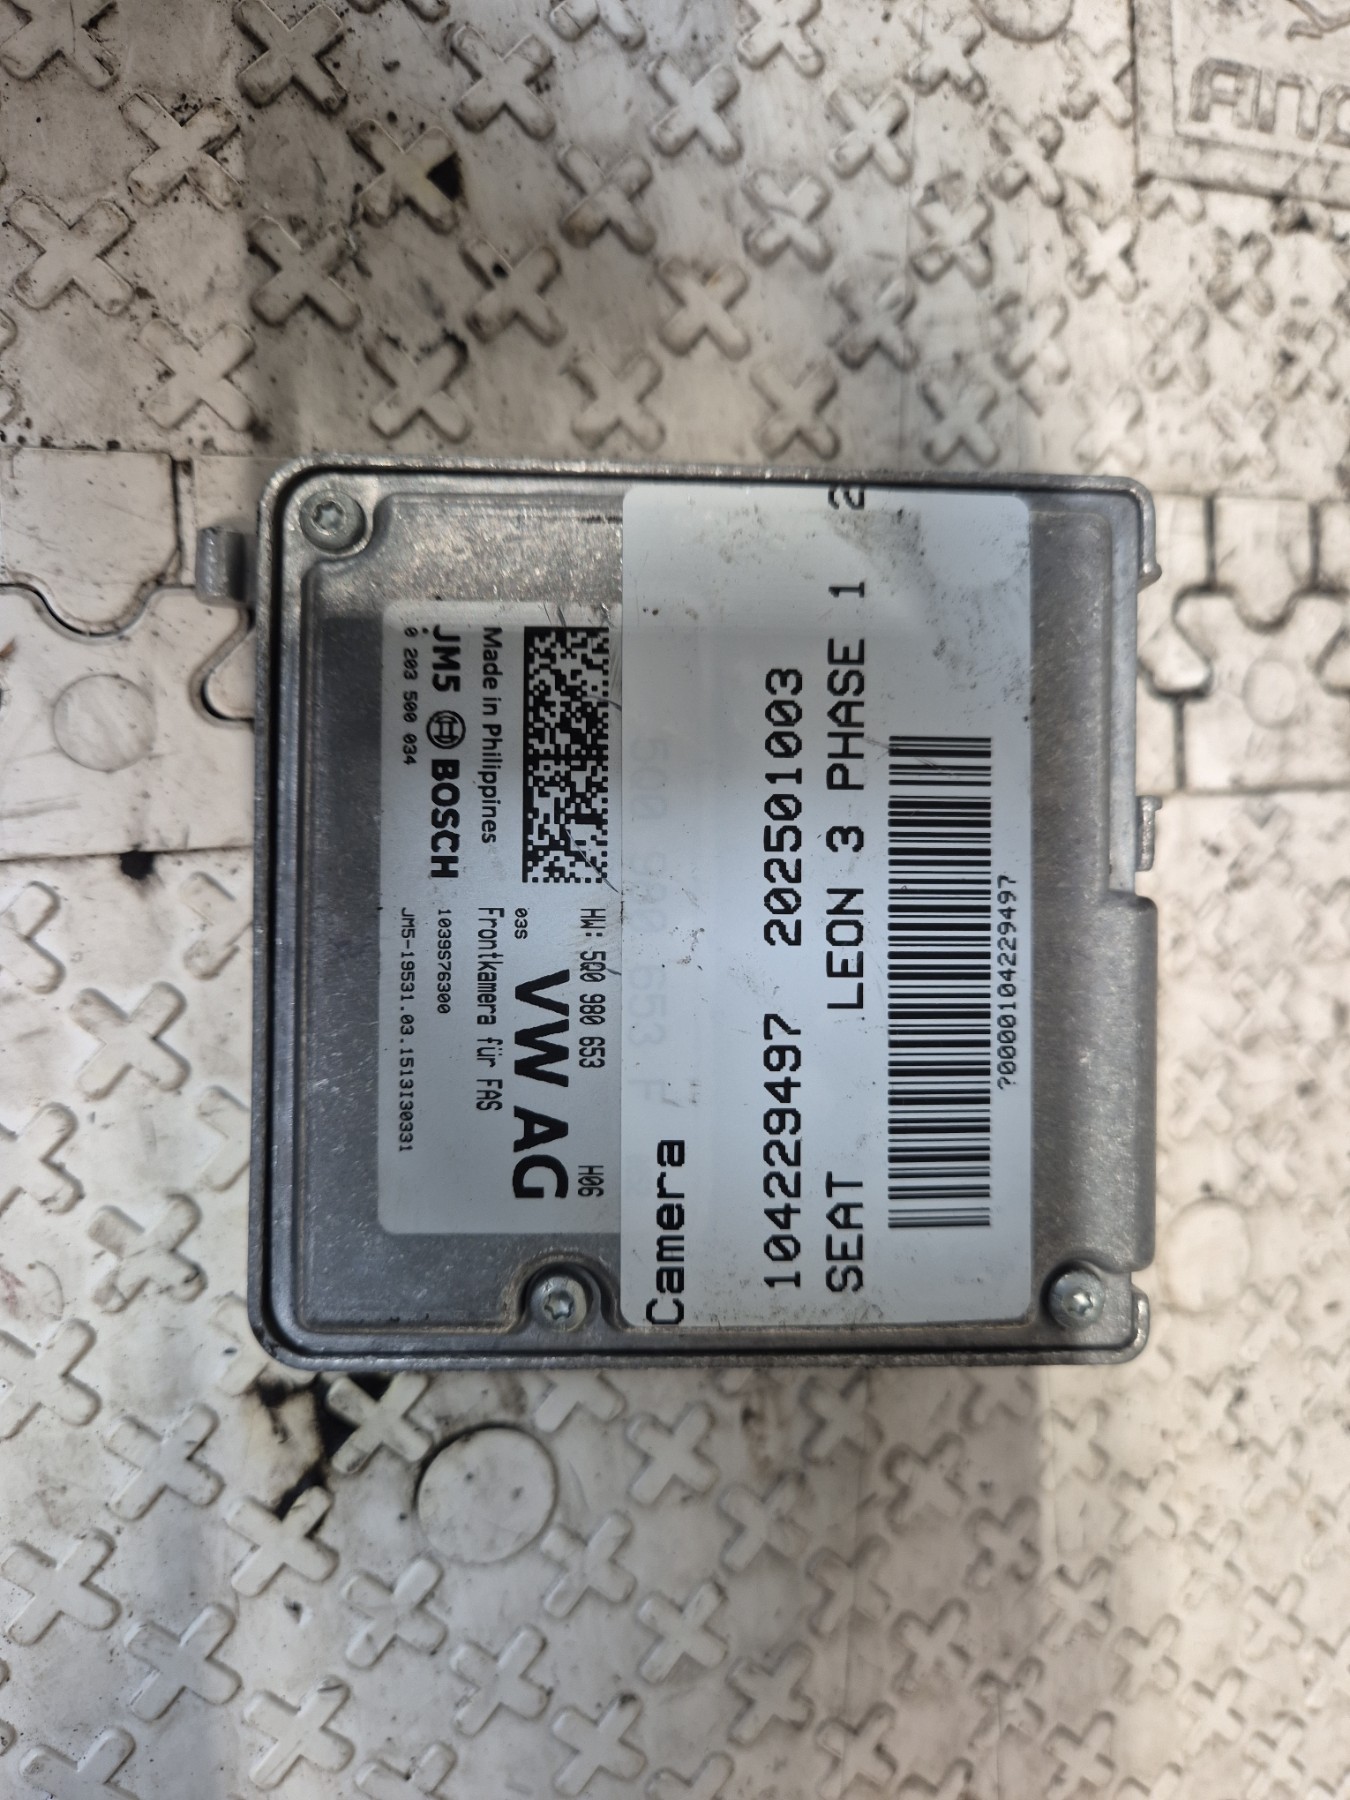 HW: 5Q0 980 653 H06
03S
VW AG
Frontkamera für FAS
Made in Philippines
JM5 BOSCH
1039S76300
0 203 500 034
JM5-19531.03.1513130331
Camera
104229497 202501003
SEAT LEON 3 PHASE 1 2
?0000104229497